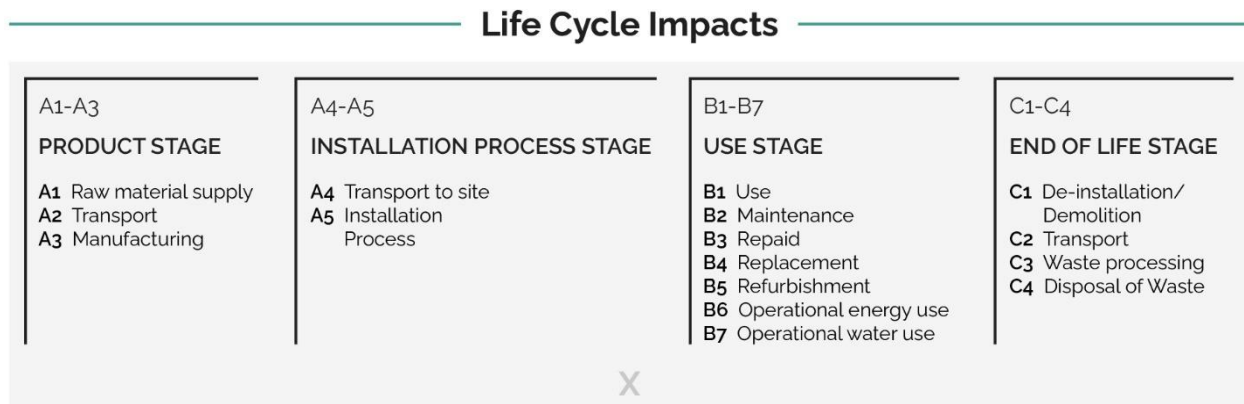 Life Cycle Impacts
A1-A3
PRODUCT STAGE
A1 Raw material supply
A2 Transport
A3 Manufacturing
A4-A5
INSTALLATION PROCESS STAGE
A4 Transport to site
A5 Installation
Process
B1-B7
USE STAGE
B1 Use
B2 Maintenance
B3 Repaid
B4 Replacement
B5 Refurbishment
B6 Operational energy use
B7 Operational water use
C1-C4
END OF LIFE STAGE
C1 De-installation/
Demolition
C2 Transport
C3 Waste processing
C4 Disposal of Waste
X